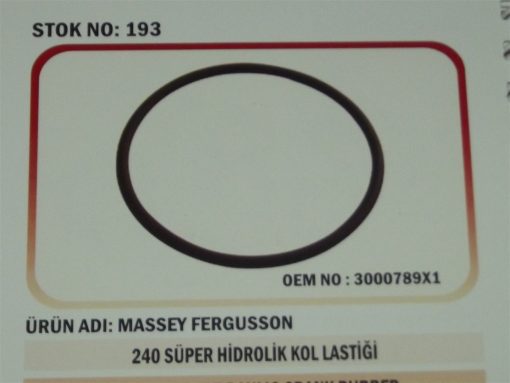 STOK NO: 193
OEM NO : 3000789X1
ÜRÜN ADI: MASSEY FERGUSSON
240 SÜPER HİDROLİK KOL LASTİĞİ